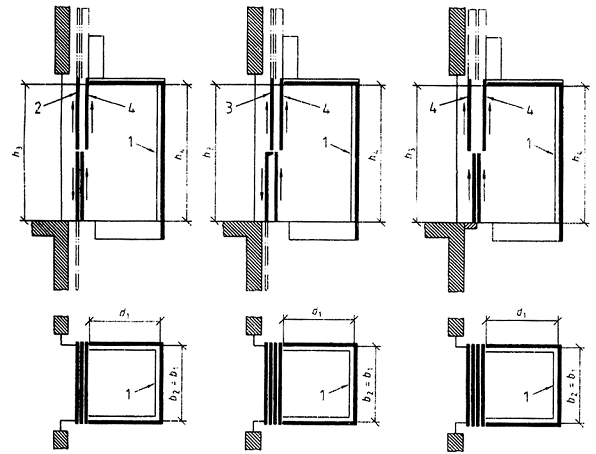 2 4 3 4 4 4
1 1 1
h₃ h₄ h₃ h₄ h₃ h₄
d₁ d₁ d₁
1 1 1
b₂ = b₁ b₂ = b₁ b₂ = b₁